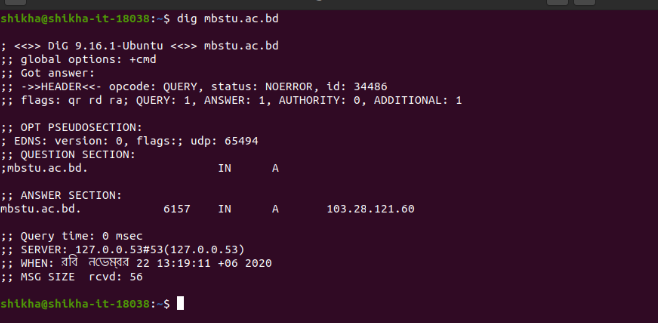 shikha@shikha-it-18038:~$ dig mbstu.ac.bd
; <<>> DiG 9.16.1-Ubuntu <<>> mbstu.ac.bd
;; global options: +cmd
;; Got answer:
;; ->>HEADER<<- opcode: QUERY, status: NOERROR, id: 34486
;; flags: qr rd ra; QUERY: 1, ANSWER: 1, AUTHORITY: 0, ADDITIONAL: 1
;; OPT PSEUDOSECTION:
; EDNS: version: 0, flags:; udp: 65494
;; QUESTION SECTION:
;mbstu.ac.bd. IN A
;; ANSWER SECTION:
mbstu.ac.bd. 6157 IN A 103.28.121.60
;; Query time: 0 msec
;; SERVER: 127.0.0.53#53(127.0.0.53)
;; WHEN: রবি নভেম্বর 22 13:19:11 +06 2020
;; MSG SIZE rcvd: 56
shikha@shikha-it-18038:~$